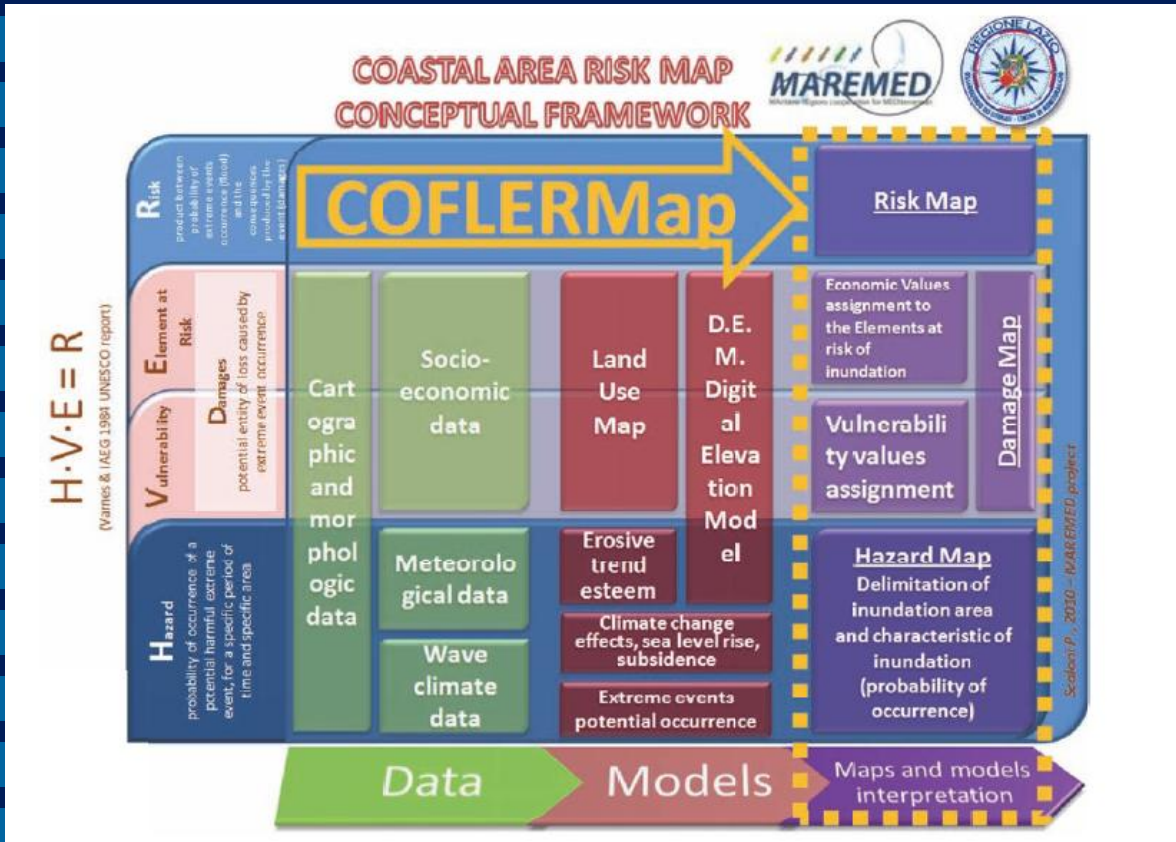 COASTAL AREA RISK MAP
CONCEPTUAL FRAMEWORK
MAREMED
MAritime REgions cooperation for MEDiterranean
REGIONE LAZIO
H·V·E = R
(Varnes & IAEG 1984 UNESCO report)
Risk
product between
probability of
extreme events
occurrence (flood)
and the
consequences
produced by the
event (damages)
COFLERMap
Risk Map
Element at
Risk
Vulnerability
Damages
potential entity of loss caused by
extreme event occurrence
Hazard
probability of occurrence of a
potential harmful extreme
event, for a specific period of
time and specific area
Cart
ogra
phic
and
mor
phol
ogic
data
Socio-
economic
data
Meteorolo
gical data
Wave
climate
data
Land
Use
Map
D.E.
M.
Digit
al
Eleva
tion
Mod
el
Erosive
trend
esteem
Climate change
effects, sea level rise,
subsidence
Extreme events
potential occurrence
Economic Values
assignment to
the Elements at
risk of
inundation
Vulnerabili
ty values
assignment
Damage Map
Hazard Map
Delimitation of
inundation area
and characteristic of
inundation
(probability of
occurrence)
Scaloni P., 2010 – MAREMED project
Data
Models
Maps and models
interpretation